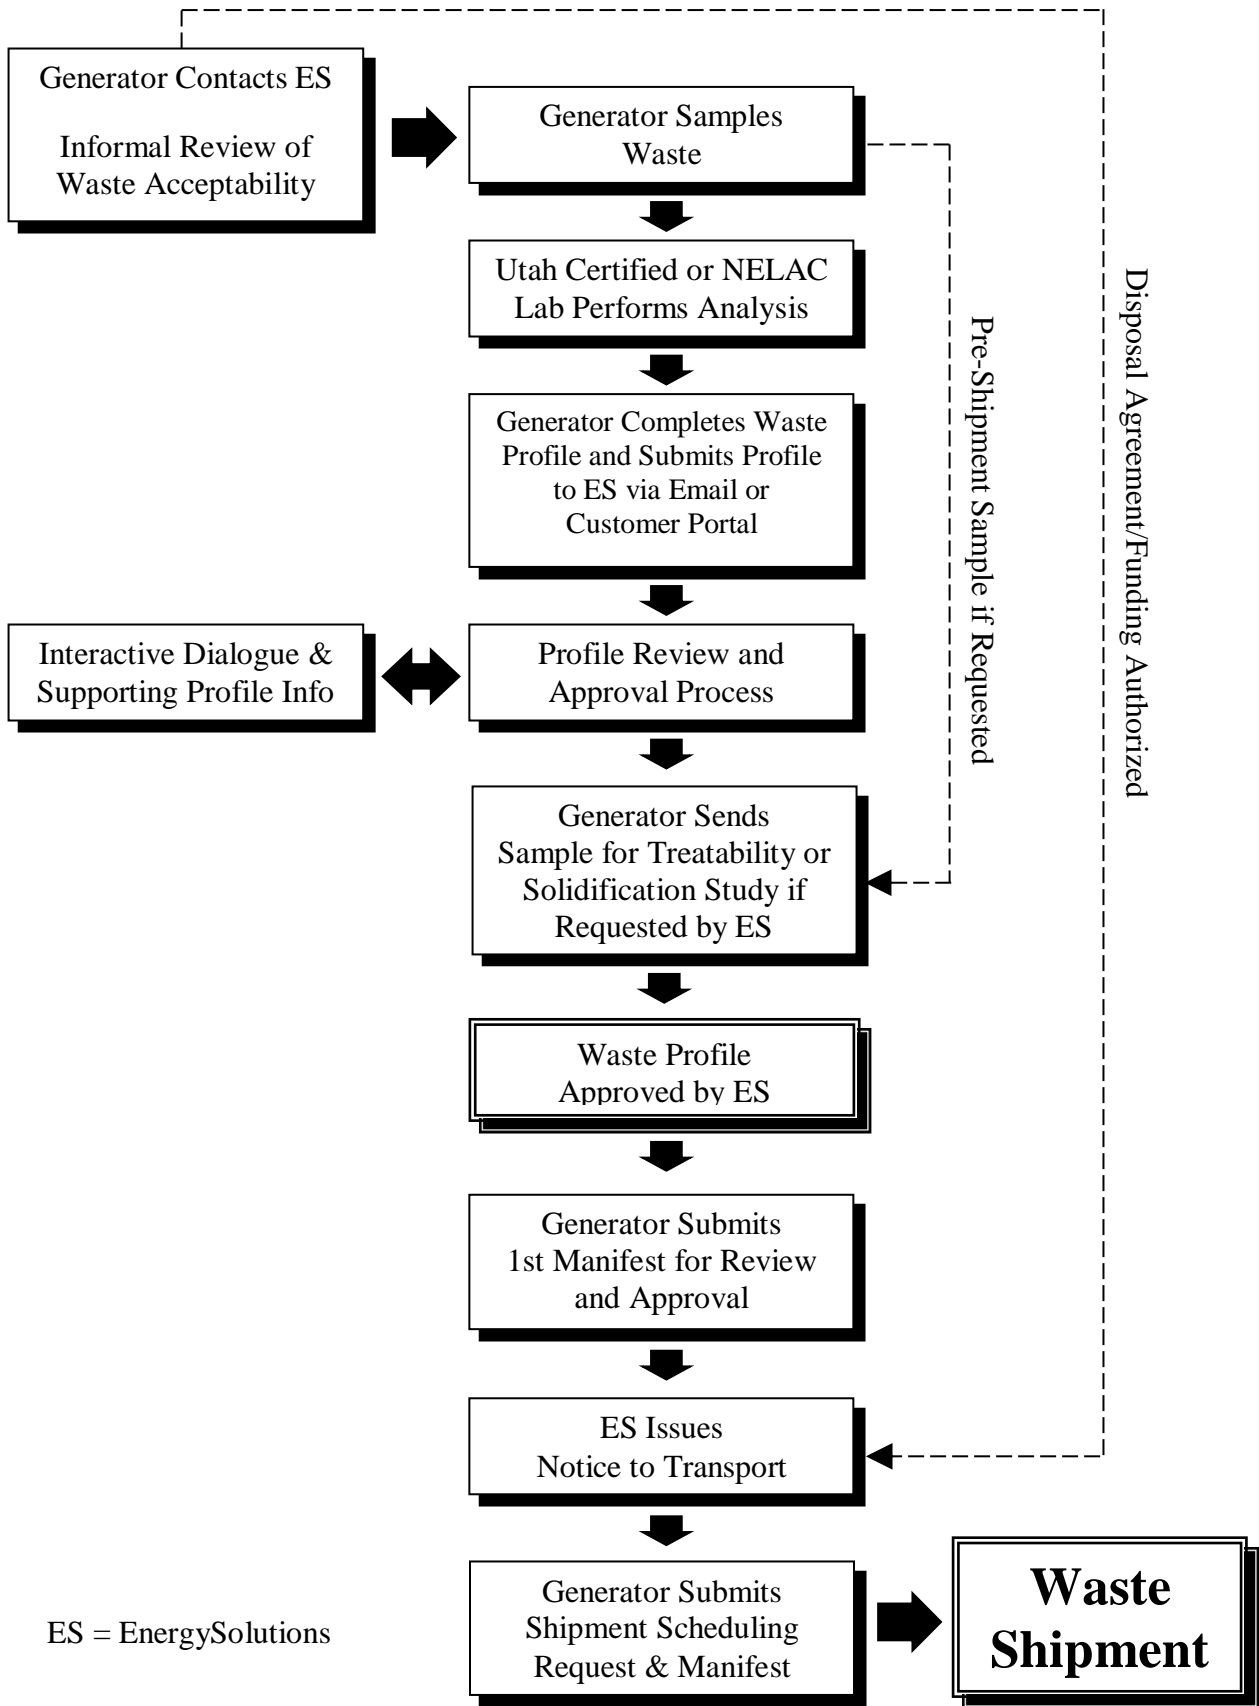 Generator Contacts ES
Informal Review of
Waste Acceptability
Generator Samples
Waste
Utah Certified or NELAC
Lab Performs Analysis
Generator Completes Waste
Profile and Submits Profile
to ES via Email or
Customer Portal
Interactive Dialogue &
Supporting Profile Info
Profile Review and
Approval Process
Generator Sends
Sample for Treatability or
Solidification Study if
Requested by ES
Pre-Shipment Sample if Requested
Disposal Agreement/Funding Authorized
Waste Profile
Approved by ES
Generator Submits
1st Manifest for Review
and Approval
ES Issues
Notice to Transport
Generator Submits
Shipment Scheduling
Request & Manifest
Waste
Shipment
ES = EnergySolutions